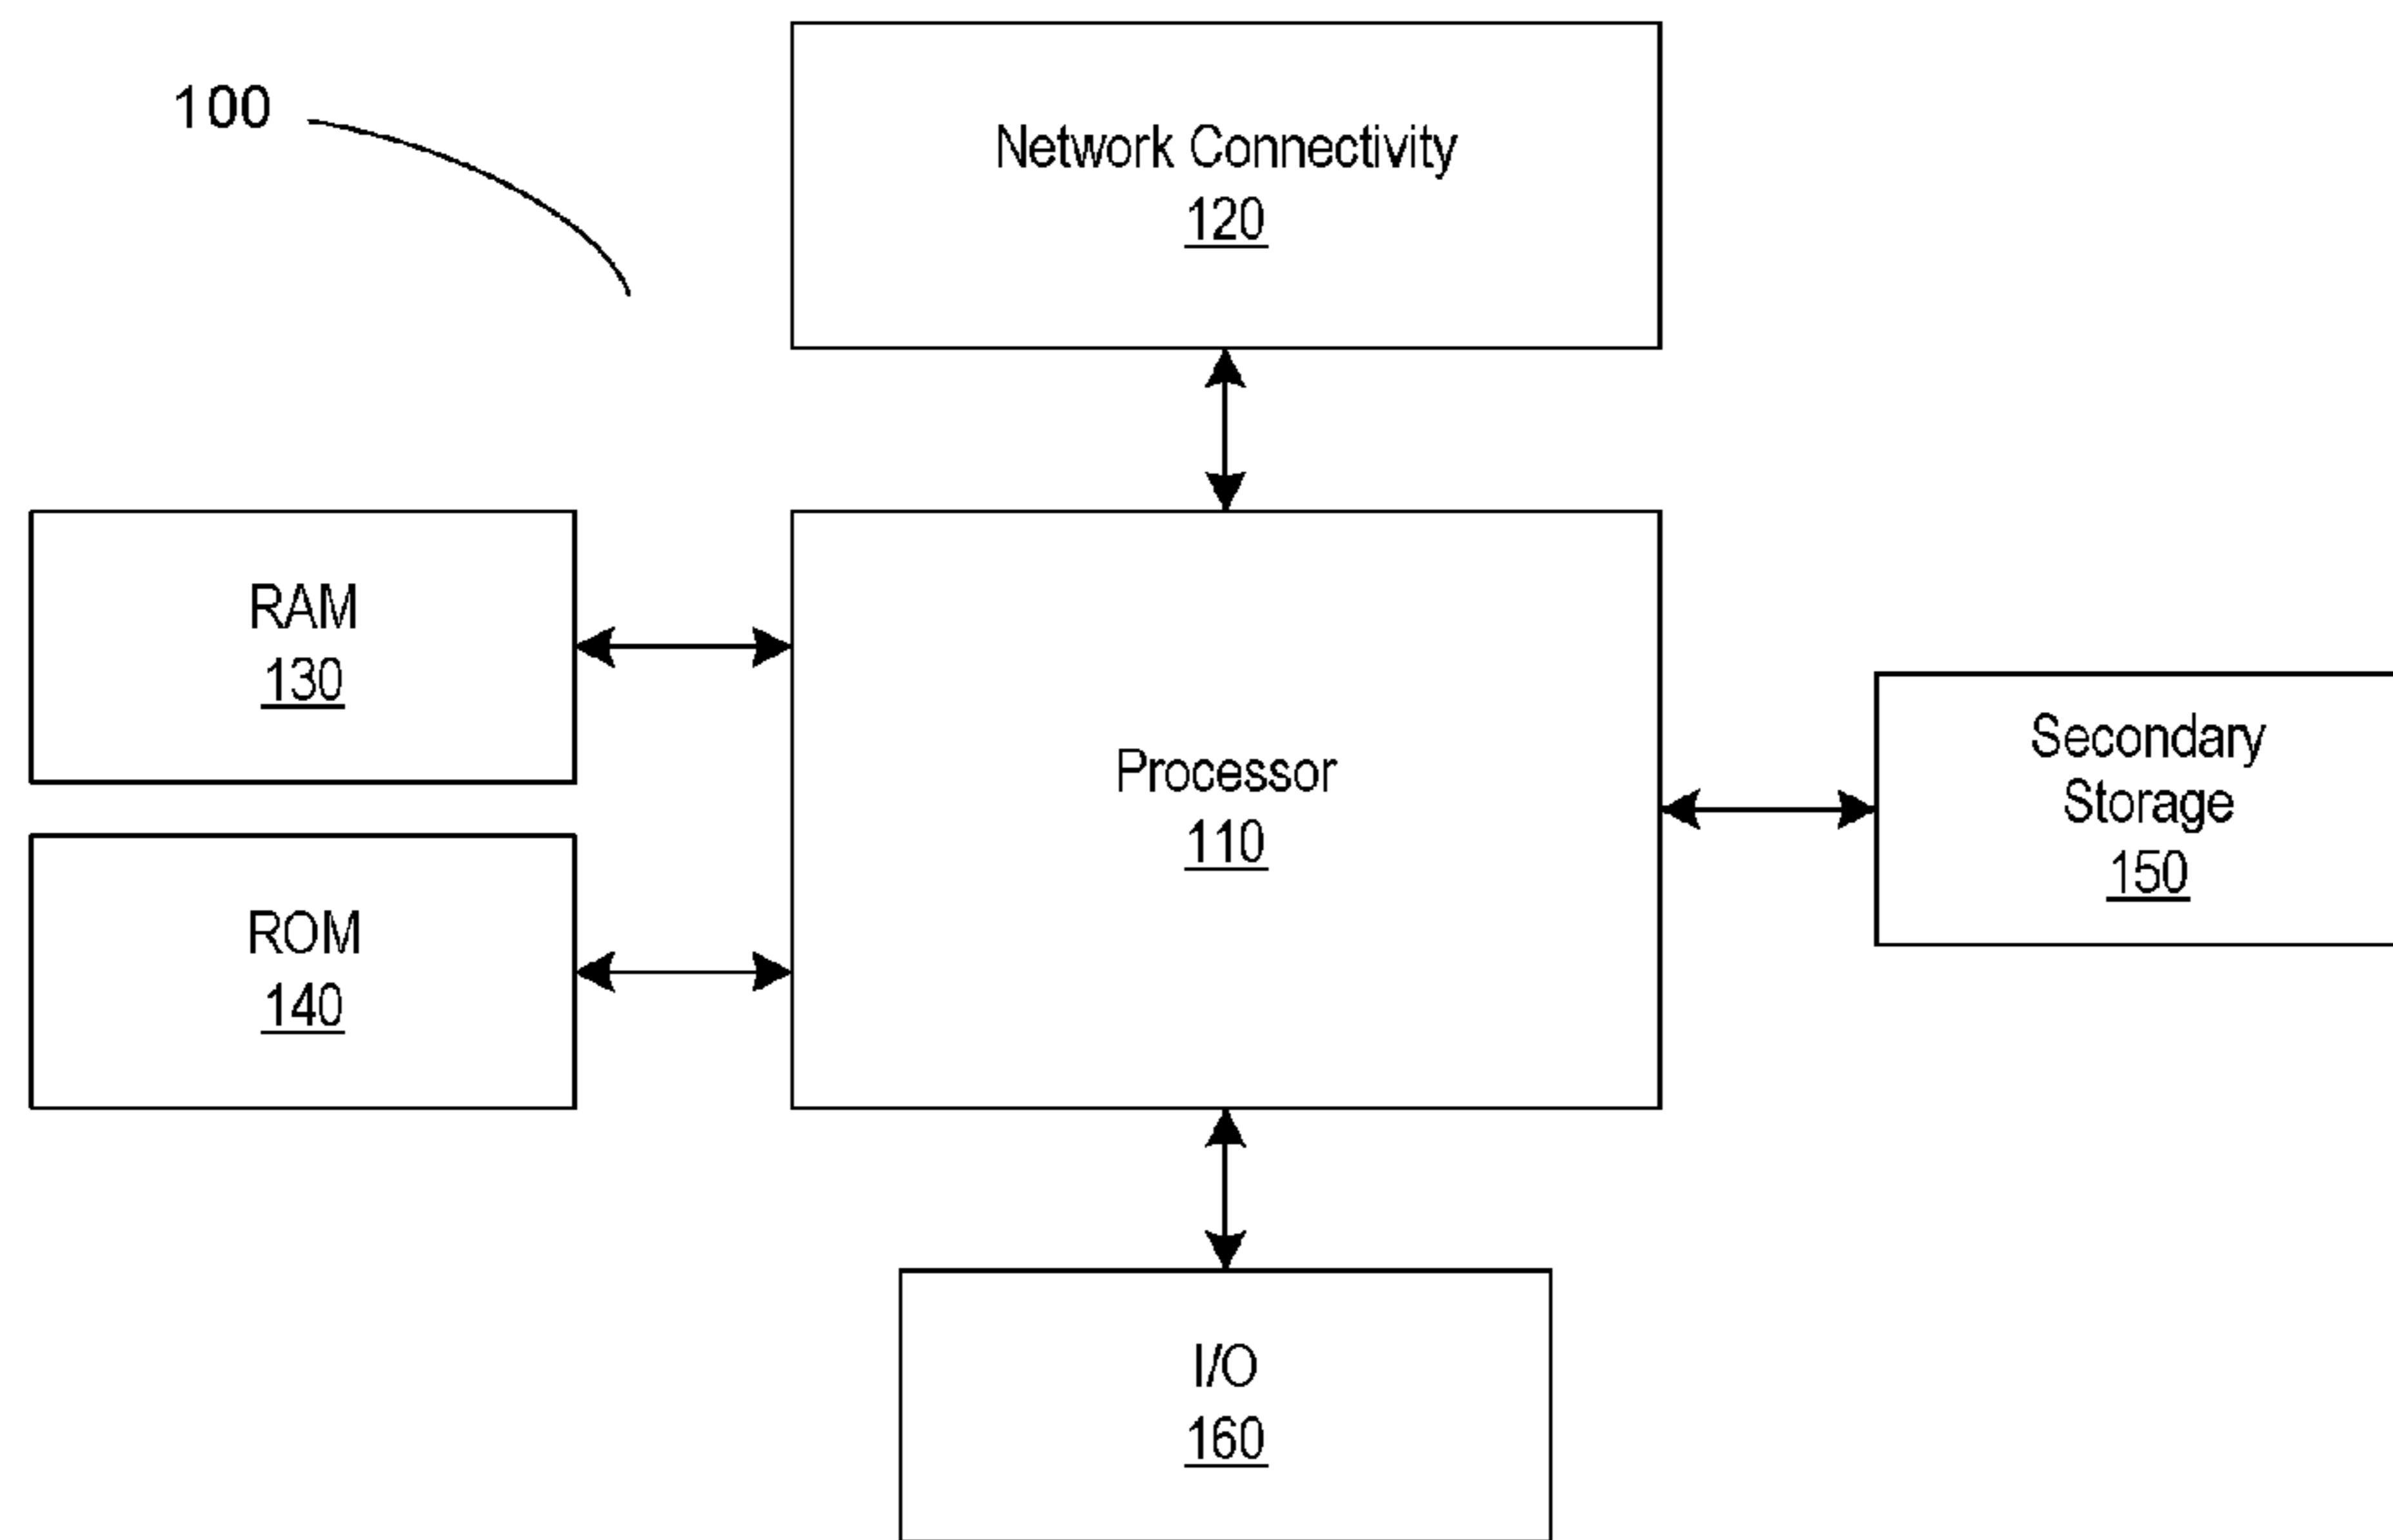 100
Network Connectivity
120
RAM
130
Processor
110
Secondary
Storage
150
ROM
140
I/O
160